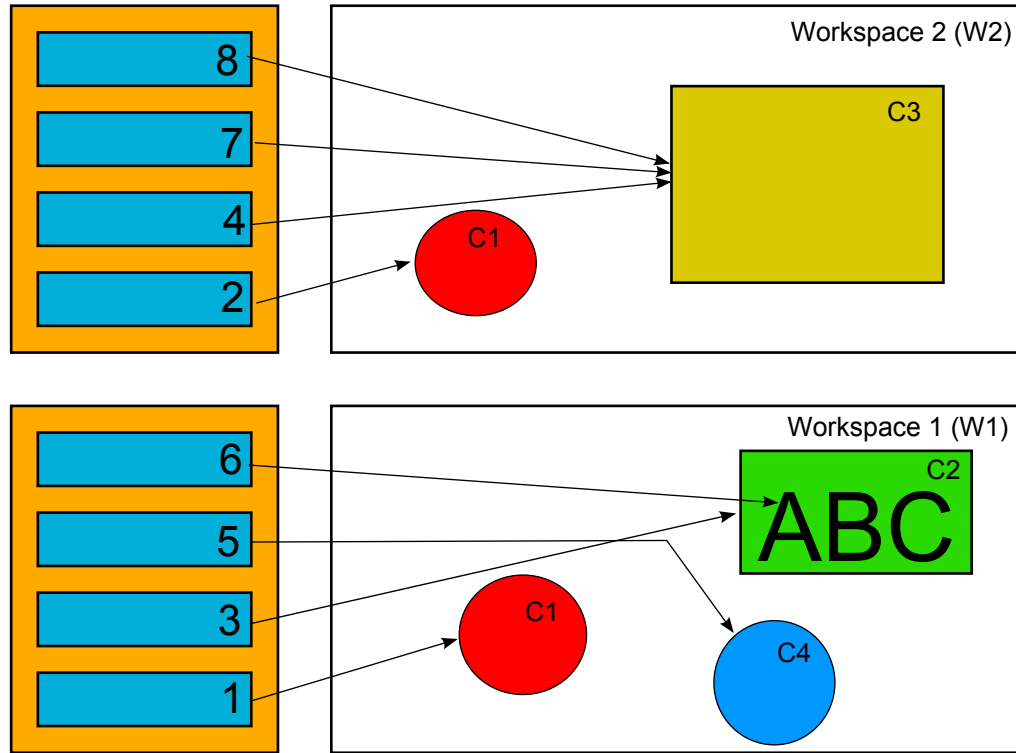 Workspace 2 (W2)
8
7
4
2
C3
C1
Workspace 1 (W1)
6
5
3
1
C2
ABC
C1
C4